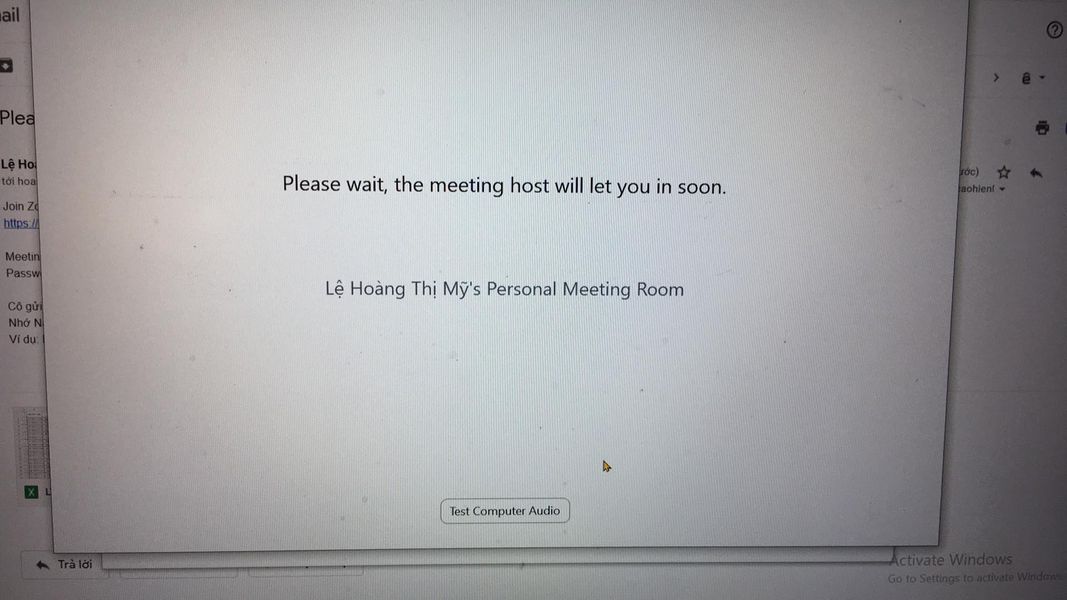 ail
Plea
Lệ Ho
tới hoa
Join Zo
https://
Meetin
Passw
Cô gửi
Nhớ N
Ví dụ:
Please wait, the meeting host will let you in soon.
Lệ Hoàng Thị Mỹ's Personal Meeting Room
Test Computer Audio
X
Trả lời
ước)
aohienl
Activate Windows
Go to Settings to activate Windows.